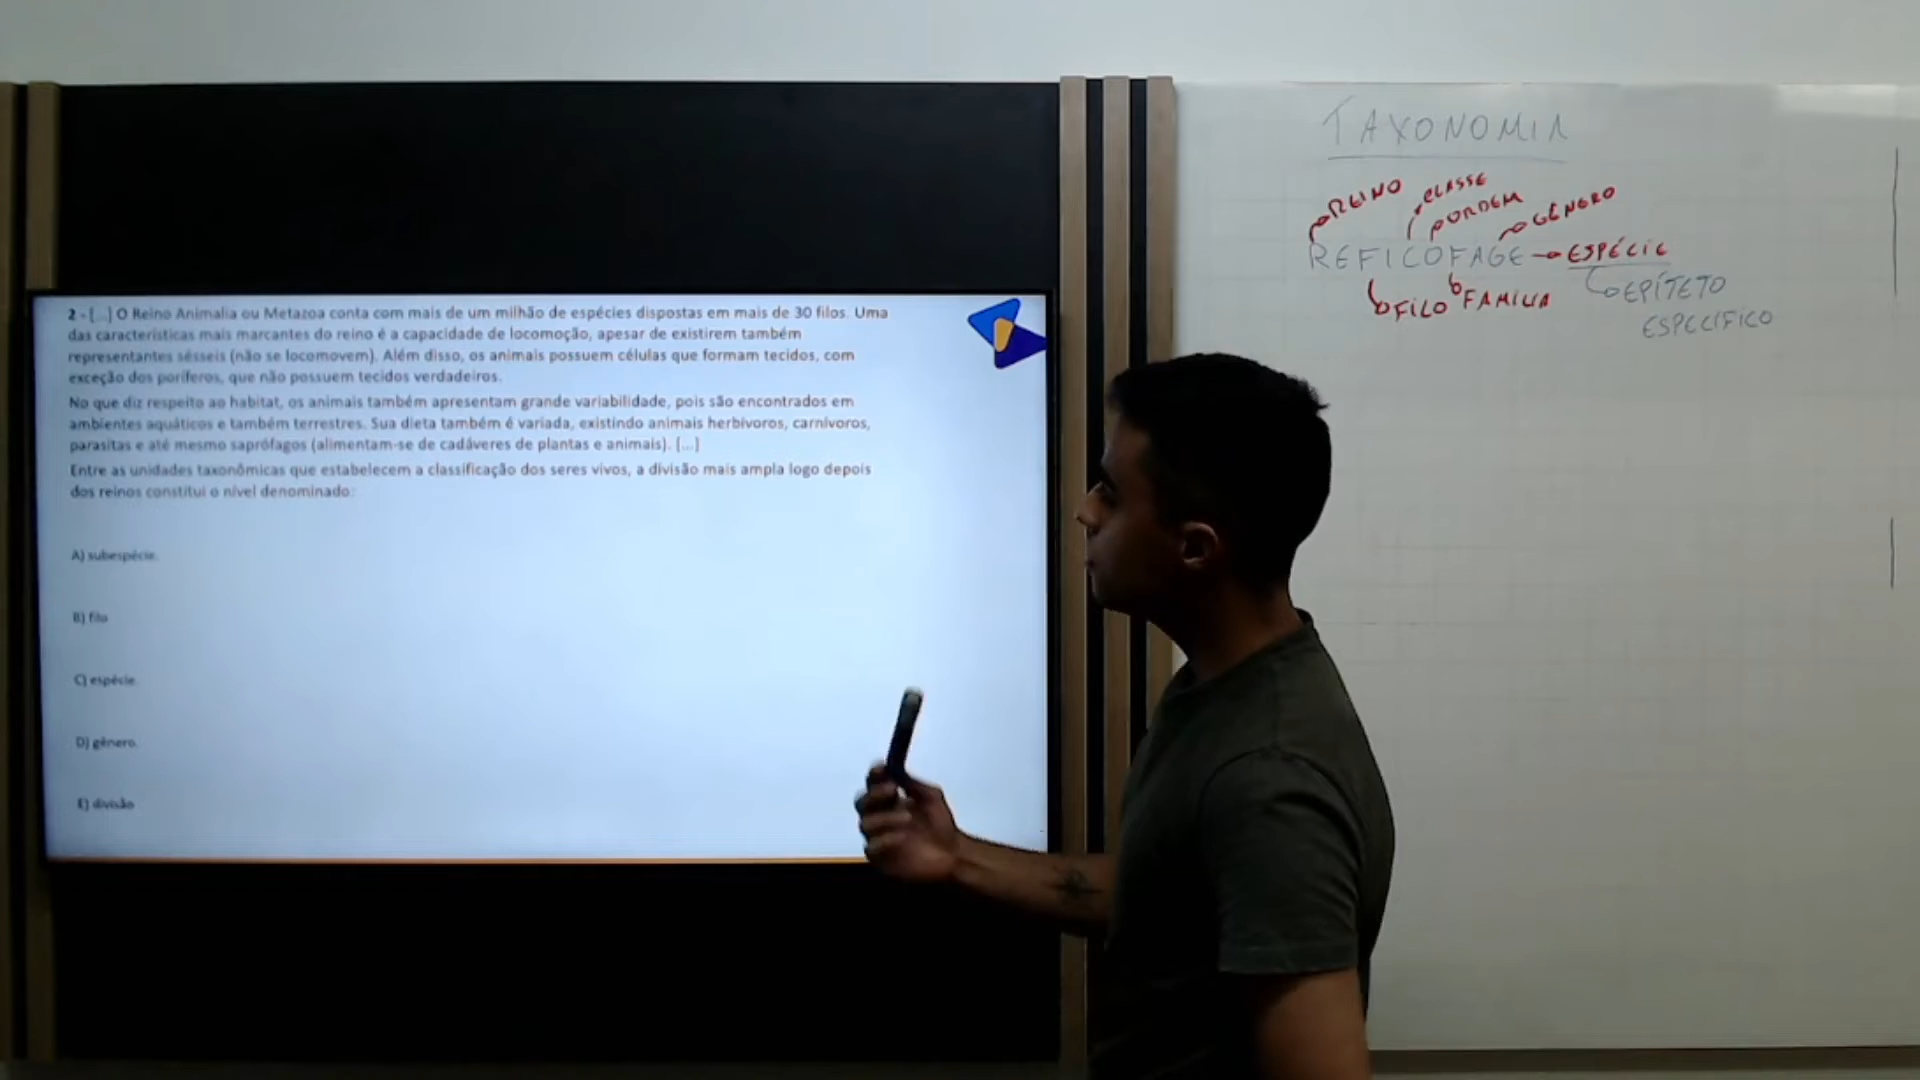 2 - [...] O Reino Animalia ou Metazoa conta com mais de um milhão de espécies dispostas em mais de 30 filos. Uma
das características mais marcantes do reino é a capacidade de locomoção, apesar de existirem também
representantes sésseis (não se locomovem). Além disso, os animais possuem células que formam tecidos, com
exceção dos poríferos, que não possuem tecidos verdadeiros.
No que diz respeito ao habitat, os animais também apresentam grande variabilidade, pois são encontrados em
ambientes aquáticos e também terrestres. Sua dieta também é variada, existindo animais herbívoros, carnívoros,
parasitas e até mesmo saprófagos (alimentam-se de cadáveres de plantas e animais). [...]
Entre as unidades taxonômicas que estabelecem a classificação dos seres vivos, a divisão mais ampla logo depois
dos reinos constitui o nível denominado:
A) subespécie.
B) filo
C) espécie.
D) gênero.
E) divisão
TAXONOMIA
REINO
CLASSE
ORDEM
GÊNERO
REFICOFAGE → ESPÉCIE
FILO
FAMÍLIA
EPÍTETO
ESPECÍFICO